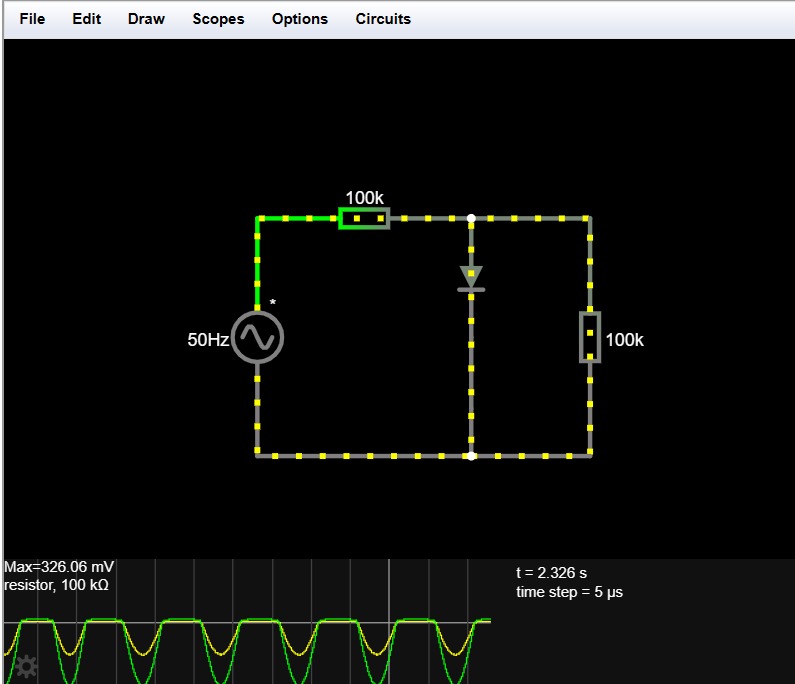 File Edit Draw Scopes Options Circuits
100k
*
50Hz
100k
Max=326.06 mV
resistor, 100 kΩ
t = 2.326 s
time step = 5 µs